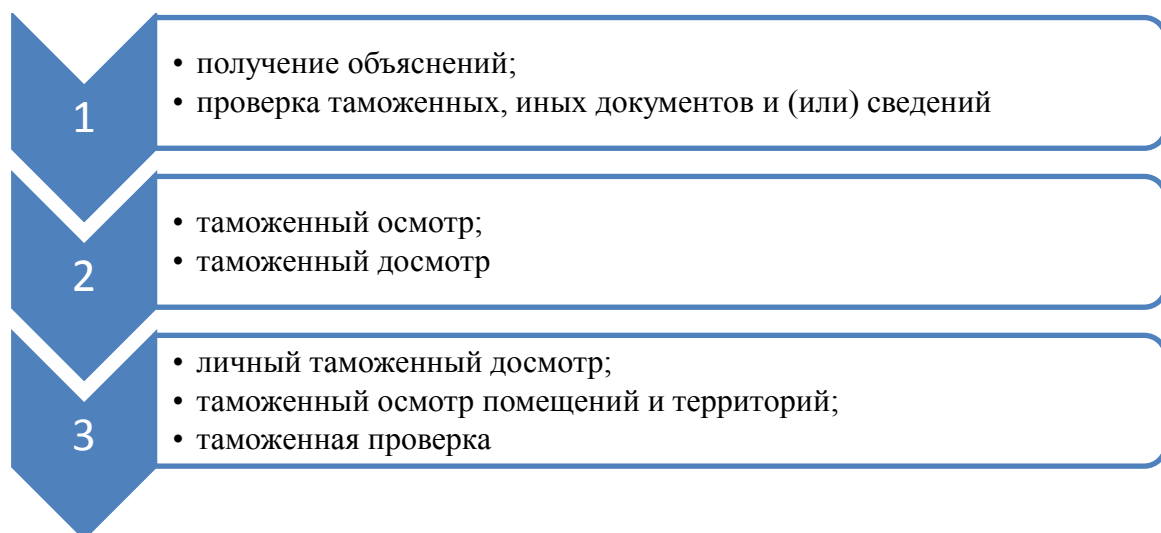 1
• получение объяснений;
• проверка таможенных, иных документов и (или) сведений
2
• таможенный осмотр;
• таможенный досмотр
3
• личный таможенный досмотр;
• таможенный осмотр помещений и территорий;
• таможенная проверка